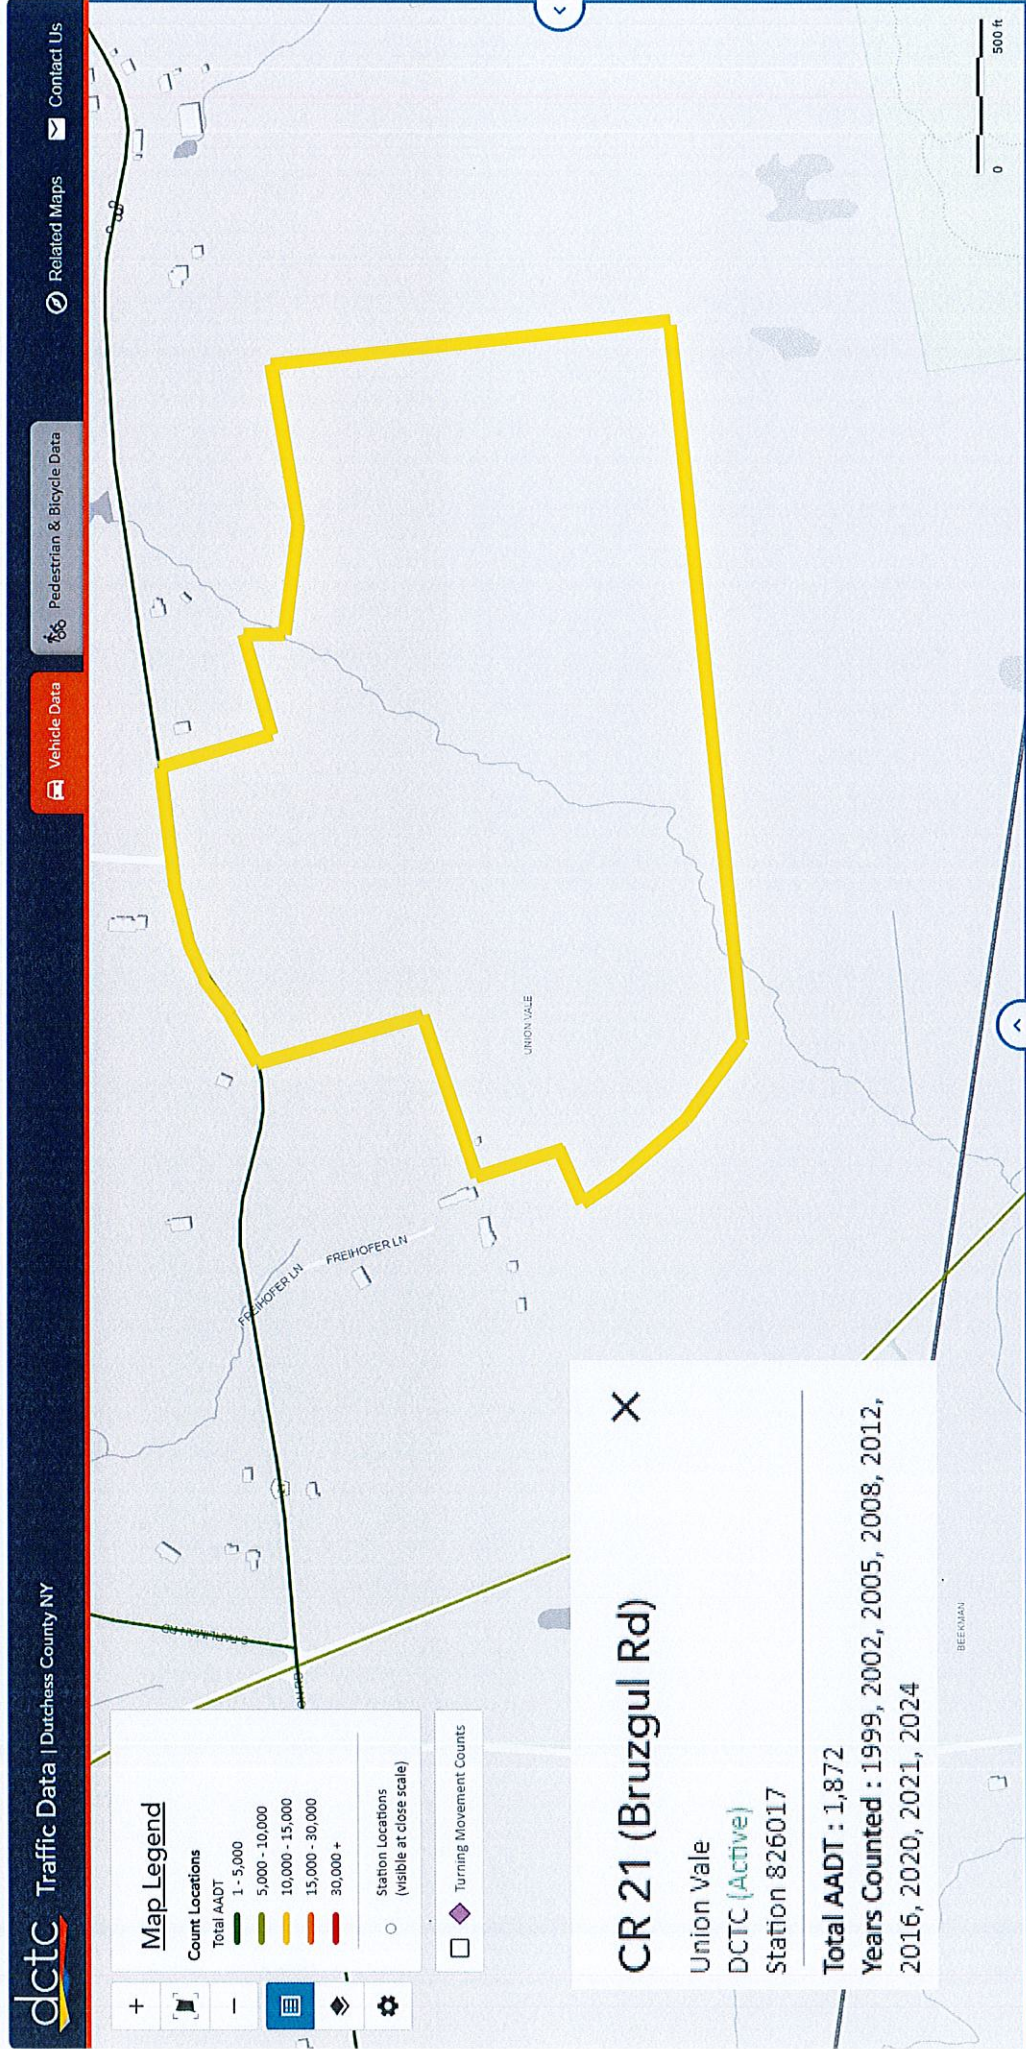 dctc Traffic Data | Dutchess County NY
Vehicle Data
Pedestrian & Bicycle Data
Related Maps
Contact Us
Map Legend
Count Locations
Total AADT
1 - 5,000
5,000 - 10,000
10,000 - 15,000
15,000 - 30,000
30,000 +
Station Locations
(visible at close scale)
Turning Movement Counts
FREIHOFER LN
FREIHOFER LN
UNION VALE
BEEKMAN
CR 21 (Bruzgul Rd)
Union Vale
DCTC (Active)
Station 826017
Total AADT : 1,872
Years Counted : 1999, 2002, 2005, 2008, 2012,
2016, 2020, 2021, 2024
0 500 ft